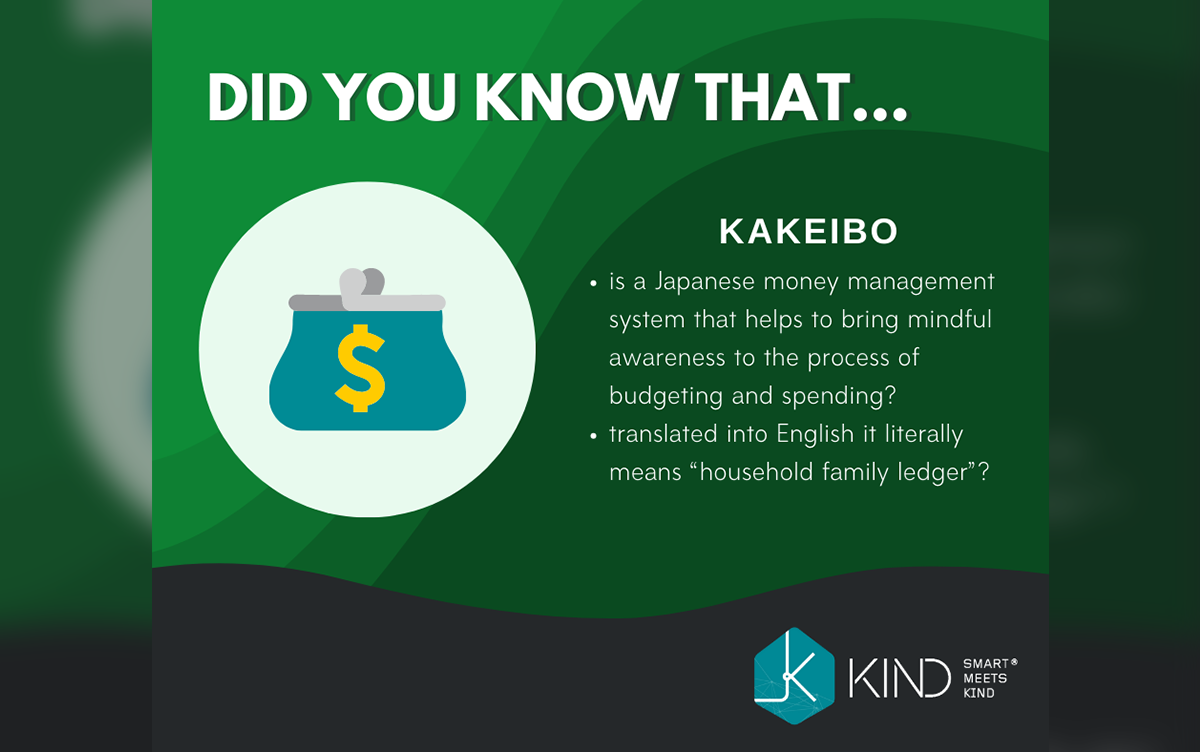 DID YOU KNOW THAT...
KAKEIBO
• is a Japanese money management
system that helps to bring mindful
awareness to the process of
budgeting and spending?
• translated into English it literally
means “household family ledger”?
$
KIND
SMART®
MEETS
KIND